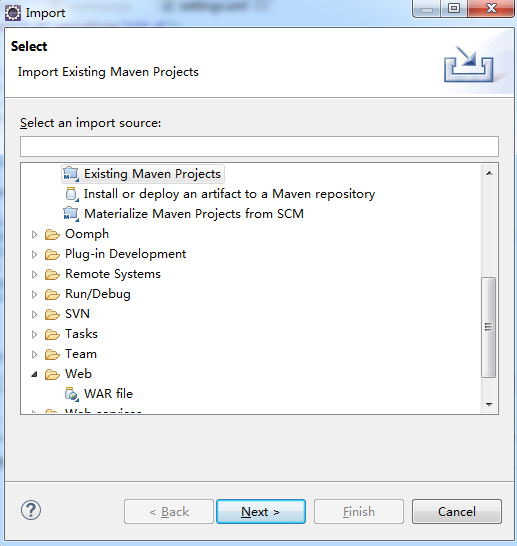 Import
Select
Import Existing Maven Projects
Select an import source:
Existing Maven Projects
Install or deploy an artifact to a Maven repository
Materialize Maven Projects from SCM
Oomph
Plug-in Development
Remote Systems
Run/Debug
SVN
Tasks
Team
Web
WAR file
Web services
< Back
Next >
Finish
Cancel